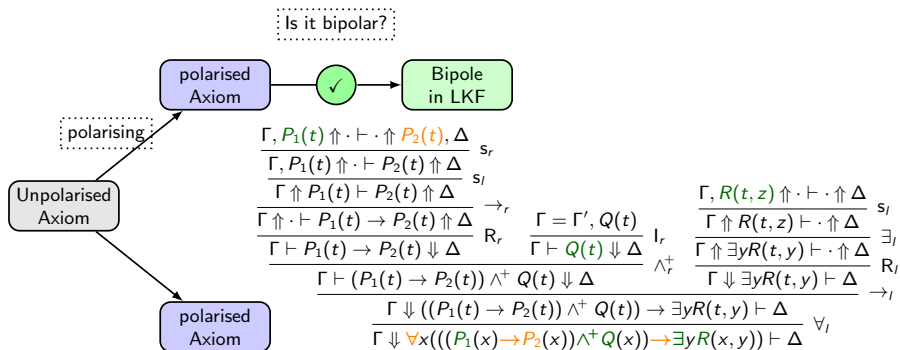 Is it bipolar?
polarised
Axiom
✓
Bipole
in LKF
polarising
Unpolarised
Axiom
polarised
Axiom
Γ, P₁(t) ⇑ · ⊢ · ⇑ P₂(t), Δ
s_r
Γ, P₁(t) ⇑ · ⊢ P₂(t) ⇑ Δ
s_l
Γ ⇑ P₁(t) ⊢ P₂(t) ⇑ Δ
→_r
Γ ⇑ · ⊢ P₁(t) → P₂(t) ⇑ Δ
R_r
Γ ⊢ P₁(t) → P₂(t) ⇓ Δ
Γ = Γ′, Q(t)
I_r
Γ ⊢ Q(t) ⇓ Δ
∧⁺_r
Γ ⊢ (P₁(t) → P₂(t)) ∧⁺ Q(t) ⇓ Δ
Γ, R(t, z) ⇑ · ⊢ · ⇑ Δ
s_l
Γ ⇑ R(t, z) ⊢ · ⇑ Δ
∃_l
Γ ⇑ ∃yR(t, y) ⊢ · ⇑ Δ
R_l
Γ ⇓ ∃yR(t, y) ⊢ Δ
→_l
Γ ⇓ ((P₁(t) → P₂(t)) ∧⁺ Q(t)) → ∃yR(t, y) ⊢ Δ
∀_l
Γ ⇓ ∀x(((P₁(x)→P₂(x))∧⁺Q(x))→∃yR(x, y)) ⊢ Δ